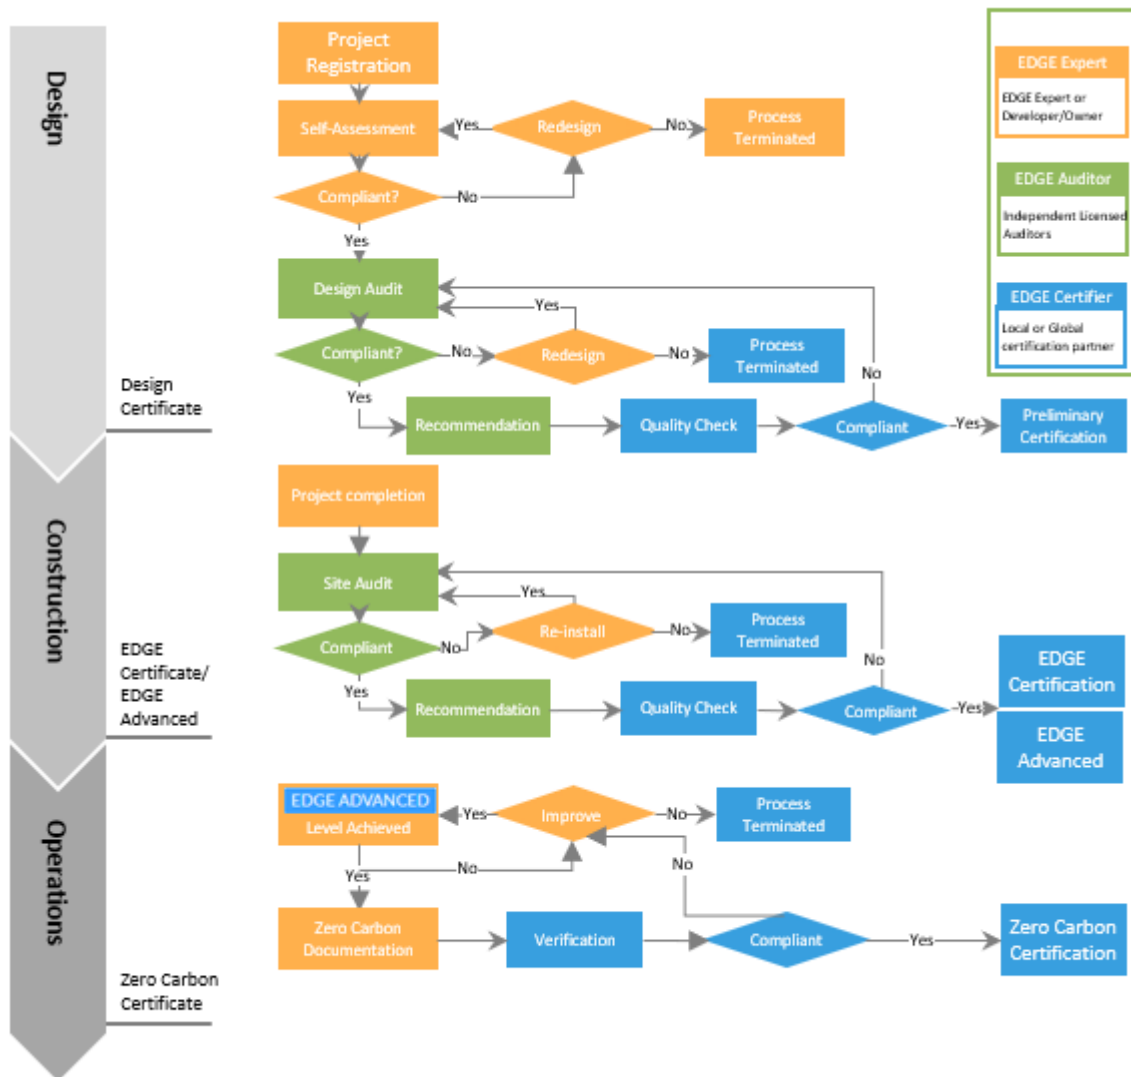 Design
Project
Registration
EDGE Expert
EDGE Expert or
Developer/Owner
Self-Assessment
Yes
Redesign
No
Process
Terminated
Compliant?
No
Yes
EDGE Auditor
Independent Licensed
Auditors
Design Audit
Yes
EDGE Certifier
Local or Global
certification partner
Compliant?
No
Redesign
No
Process
Terminated
No
Design
Certificate
Yes
Recommendation
Quality Check
Compliant
Yes
Preliminary
Certification
Construction
Project completion
Site Audit
Yes
Compliant
No
Re-install
No
Process
Terminated
No
EDGE
Certificate/
EDGE
Advanced
Yes
Recommendation
Quality Check
Compliant
Yes
EDGE
Certification
EDGE
Advanced
Operations
EDGE ADVANCED
Level Achieved
Yes
Improve
No
Process
Terminated
Yes
No
No
Zero Carbon
Documentation
Verification
Compliant
Yes
Zero Carbon
Certification
Zero Carbon
Certificate